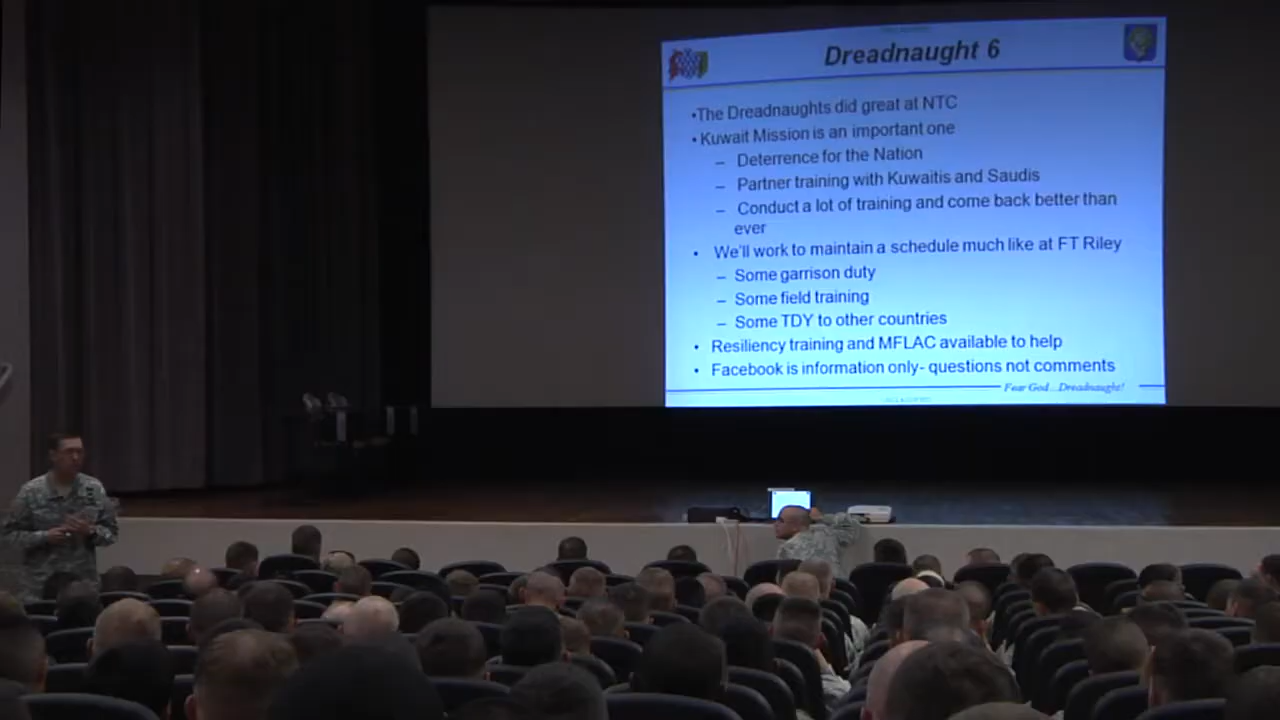 Dreadnaught 6
•The Dreadnaughts did great at NTC
• Kuwait Mission is an important one
– Deterrence for the Nation
– Partner training with Kuwaitis and Saudis
– Conduct a lot of training and come back better than
ever
• We'll work to maintain a schedule much like at FT Riley
– Some garrison duty
– Some field training
– Some TDY to other countries
• Resiliency training and MFLAC available to help
• Facebook is information only- questions not comments
Fear God...Dreadnaught!